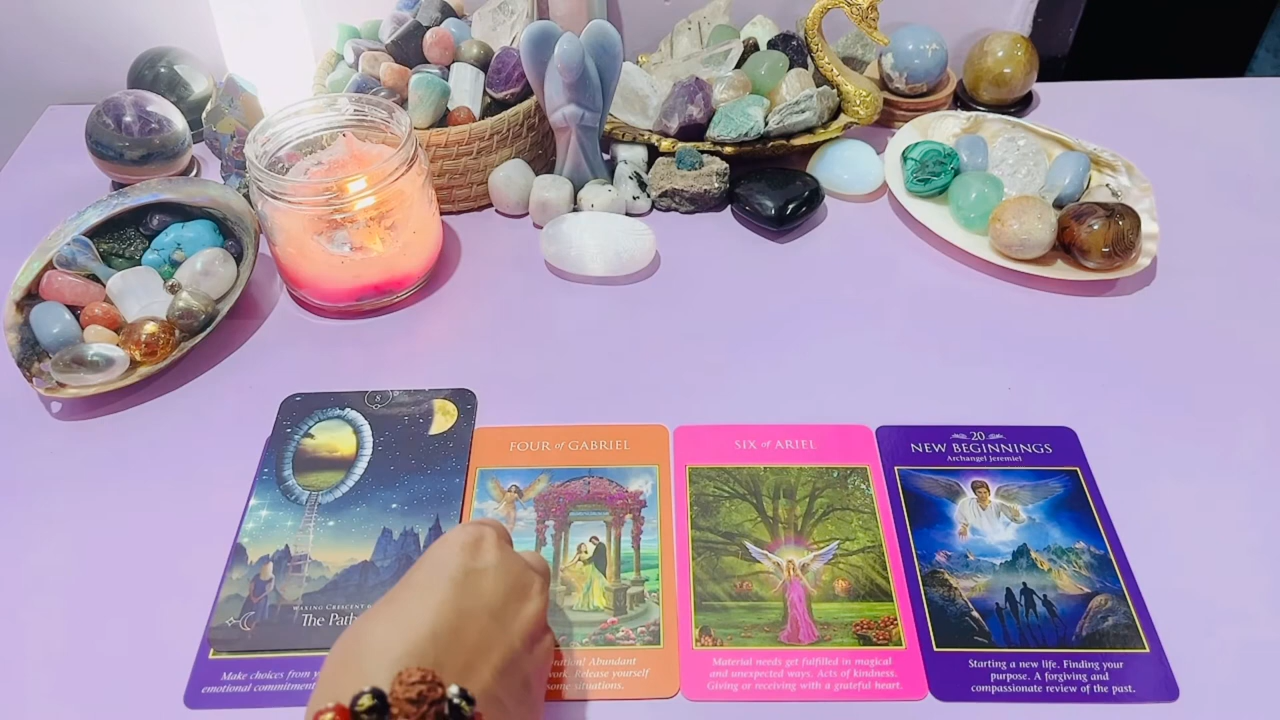 8
WAXING CRESCENT
The Path
Make choices from
emotional commitment
FOUR of GABRIEL
Abundant
Release yourself
some situations.
SIX of ARIEL
Material needs get fulfilled in magical
and unexpected ways. Acts of kindness.
Giving or receiving with a grateful heart.
20
NEW BEGINNINGS
Archangel Jeremiel
Starting a new life. Finding your
purpose. A forgiving and
compassionate review of the past.